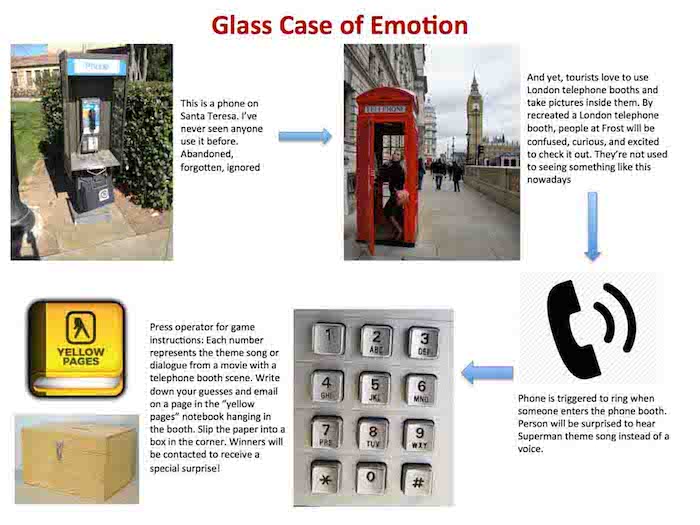 Glass Case of Emotion
Phone
This is a phone on
Santa Teresa. I've
never seen anyone
use it before.
Abandoned,
forgotten, ignored
TELEPHONE
And yet, tourists love to use
London telephone booths and
take pictures inside them. By
recreated a London telephone
booth, people at Frost will be
confused, curious, and excited
to check it out. They're not used
to seeing something like this
nowadays
Phone is triggered to ring when
someone enters the phone booth.
Person will be surprised to hear
Superman theme song instead of a
voice.
1
2
ABC
3
DEF
4
GHI
5
JKL
6
MNO
7
PRS
8
TUV
9
WXY
*
0
#
YELLOW
PAGES
Press operator for game
instructions: Each number
represents the theme song or
dialogue from a movie with a
telephone booth scene. Write
down your guesses and email
on a page in the "yellow
pages" notebook hanging in
the booth. Slip the paper into a
box in the corner. Winners will
be contacted to receive a
special surprise!